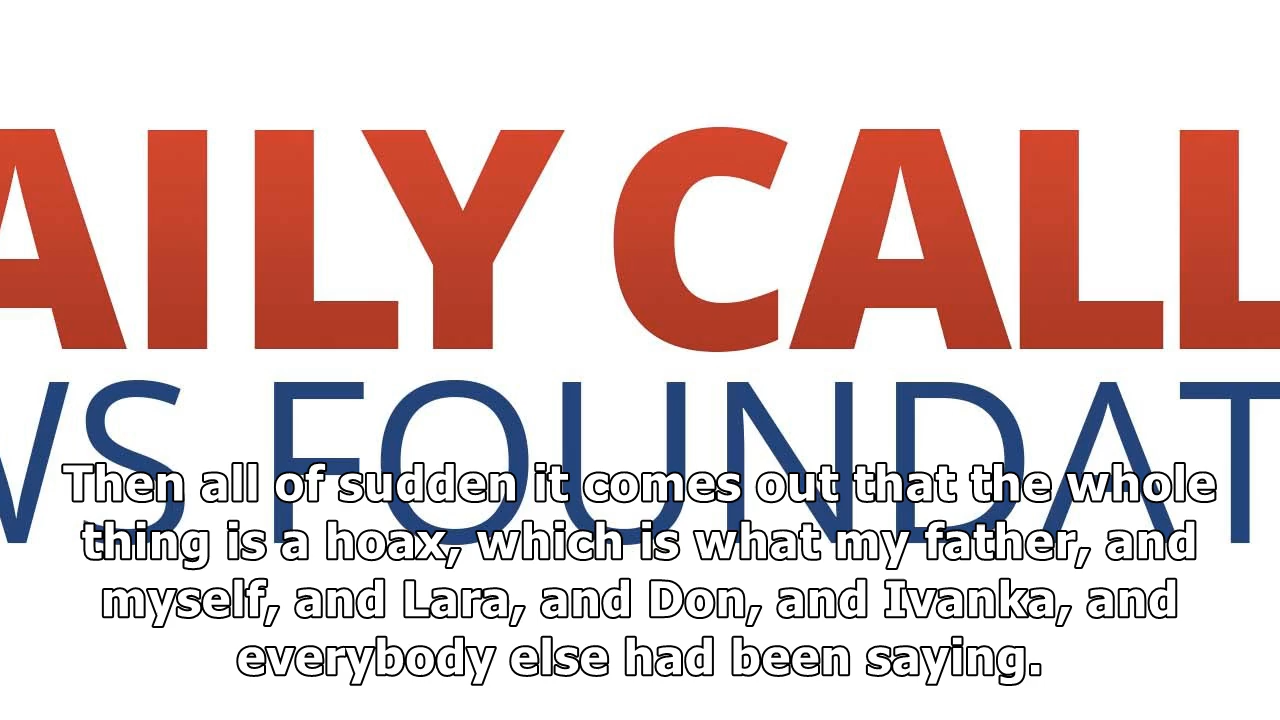 AILY CALL
WS FOUNDAT
Then all of sudden it comes out that the whole
thing is a hoax, which is what my father, and
myself, and Lara, and Don, and Ivanka, and
everybody else had been saying.